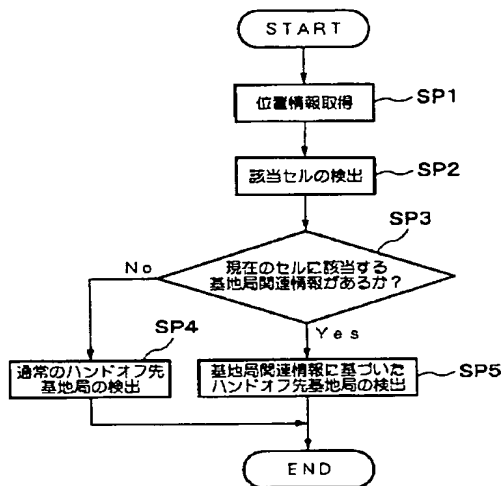 START
位置情報取得
SP1
該当セルの検出
SP2
SP3
現在のセルに該当する
基地局関連情報があるか？
No
Yes
SP4
通常のハンドオフ先
基地局の検出
基地局関連情報に基づいた
ハンドオフ先基地局の検出
SP5
END